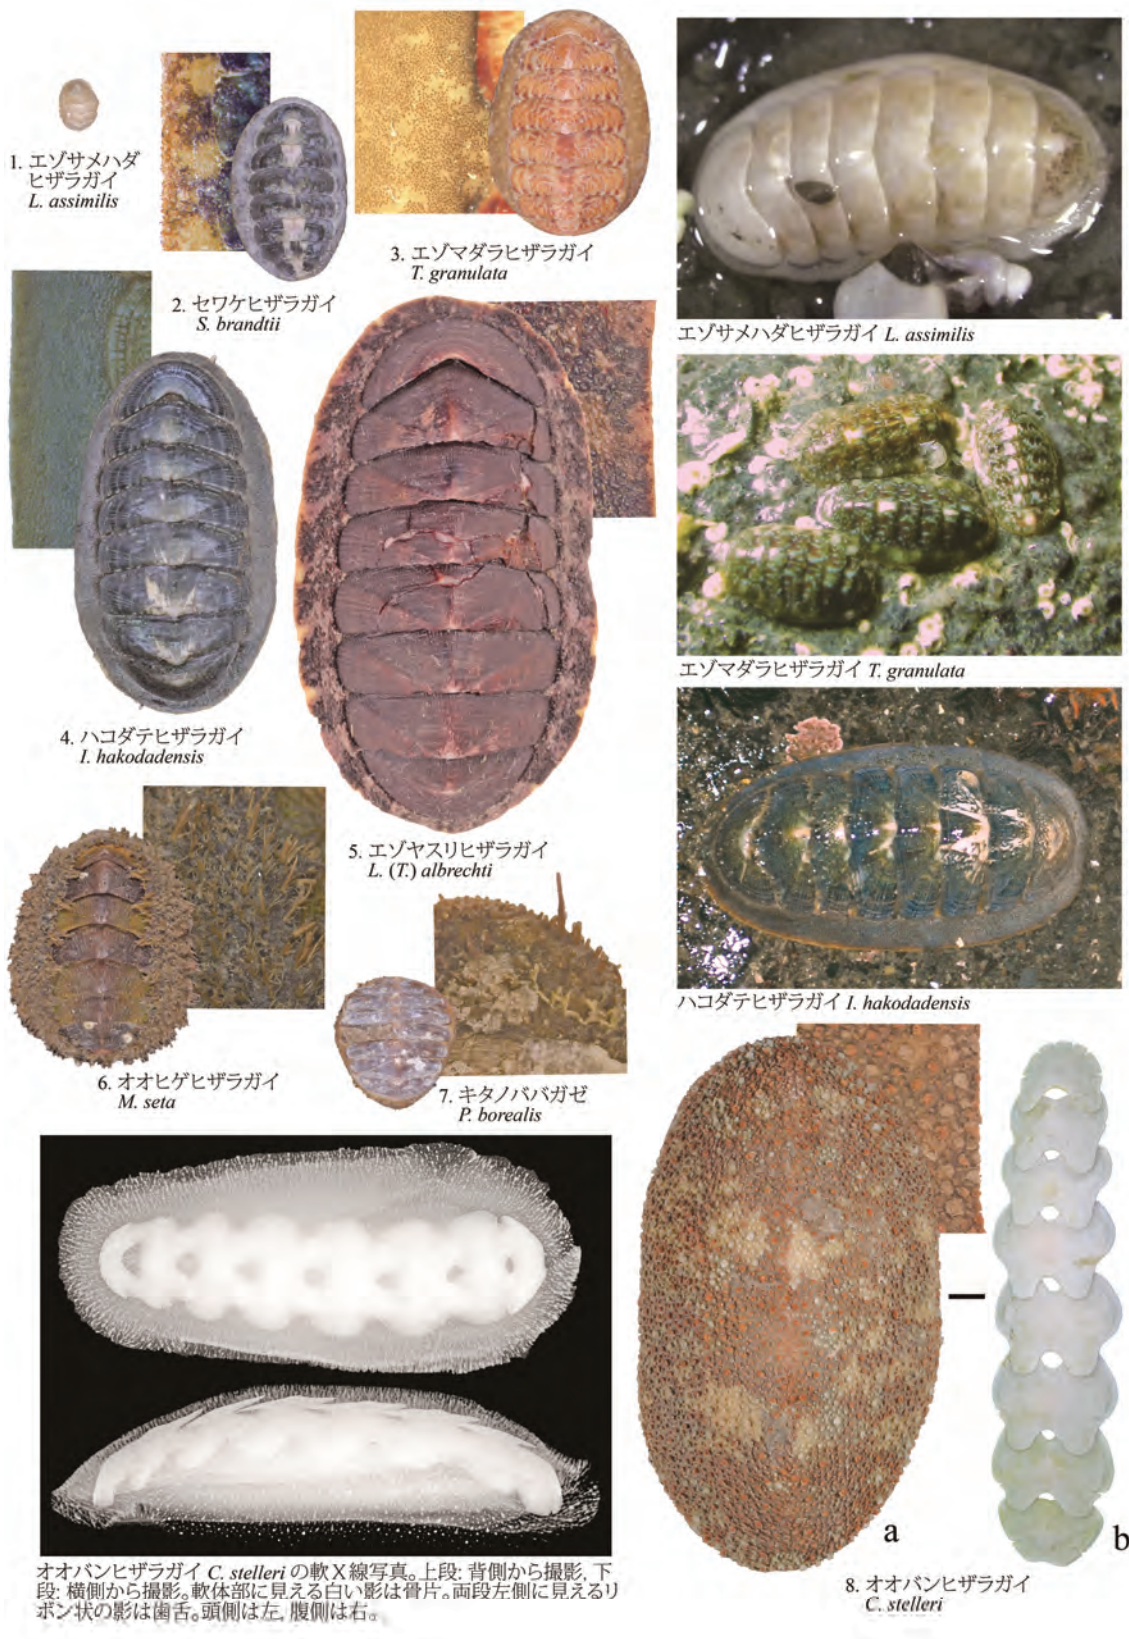 1. エゾサメハダ
ヒザラガイ
L. assimilis
2. セワケヒザラガイ
S. brandtii
3. エゾマダラヒザラガイ
T. granulata
エゾサメハダヒザラガイ L. assimilis
エゾマダラヒザラガイ T. granulata
4. ハコダテヒザラガイ
I. hakodadensis
5. エゾヤスリヒザラガイ
L. (T.) albrechti
ハコダテヒザラガイ I. hakodadensis
6. オオヒゲヒザラガイ
M. seta
7. キタノババガゼ
P. borealis
オオバンヒザラガイ C. stelleri の軟X線写真。上段: 背側から撮影, 下
段: 横側から撮影。軟体部に見える白い影は骨片。両段左側に見えるリ
ボン状の影は歯舌。頭側は左, 腹側は右。
a
b
8. オオバンヒザラガイ
C. stelleri